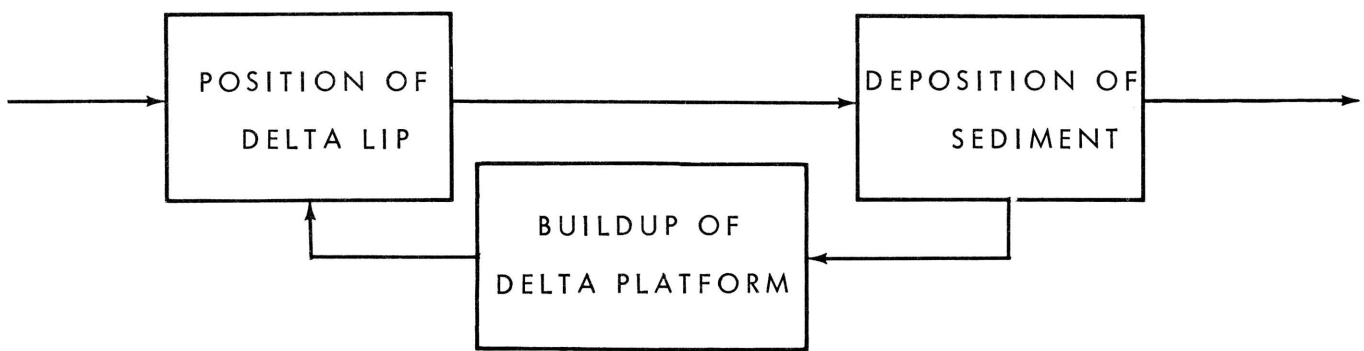 POSITION OF
DELTA LIP
DEPOSITION OF
SEDIMENT
BUILDUP OF
DELTA PLATFORM